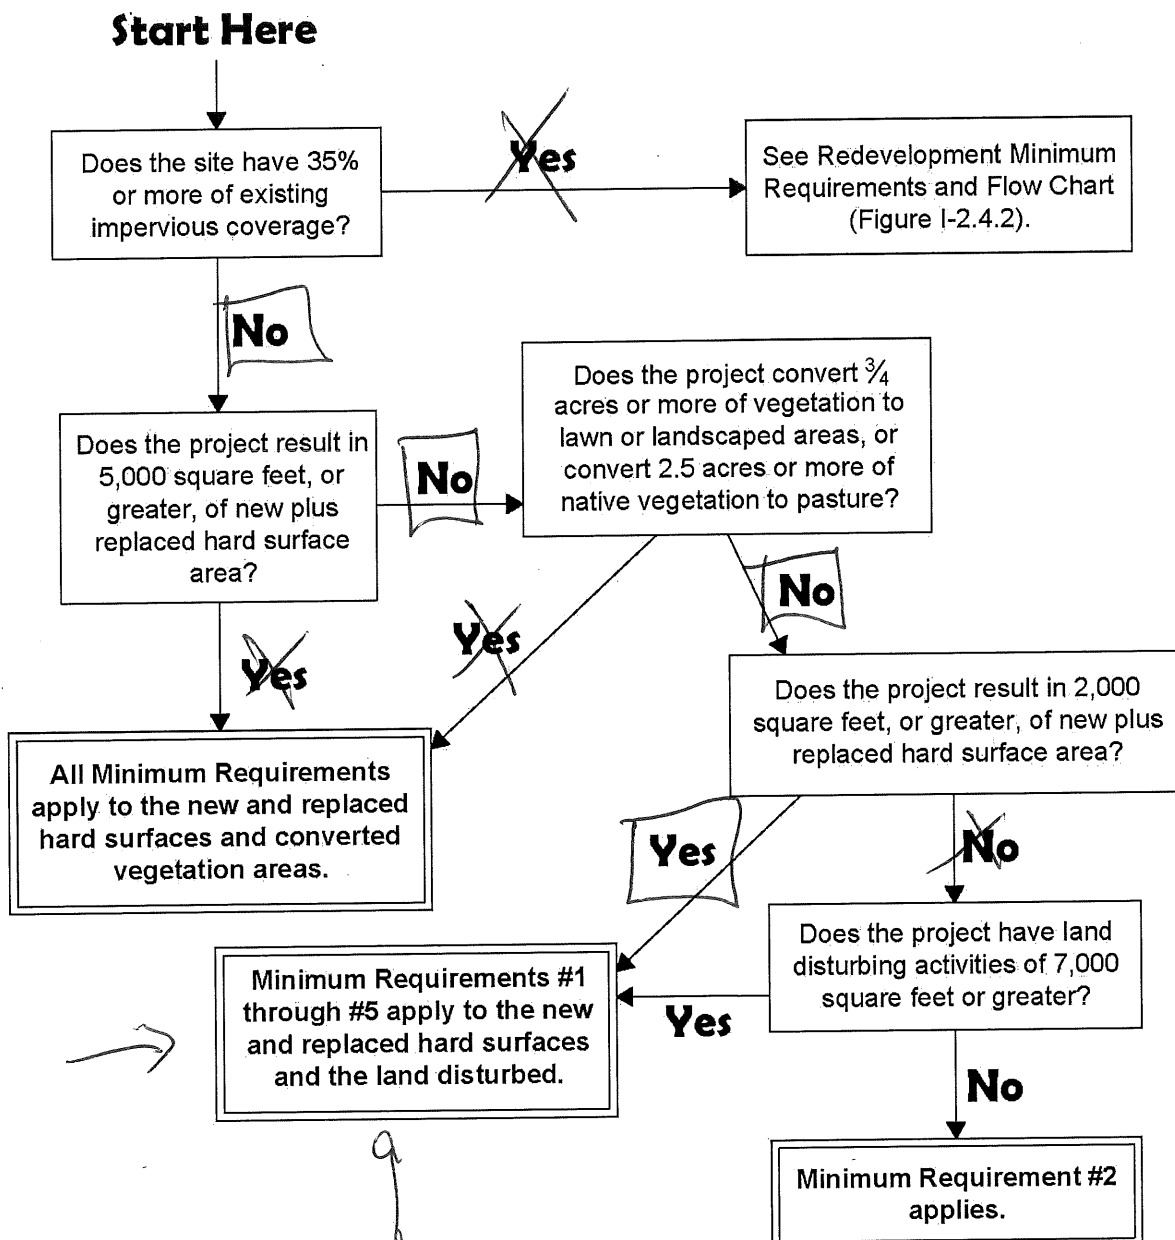 Start Here
Does the site have 35%
or more of existing
impervious coverage?
Yes
See Redevelopment Minimum
Requirements and Flow Chart
(Figure I-2.4.2).
No
Does the project result in
5,000 square feet, or
greater, of new plus
replaced hard surface
area?
No
Does the project convert ¾
acres or more of vegetation to
lawn or landscaped areas, or
convert 2.5 acres or more of
native vegetation to pasture?
Yes
Yes
No
Does the project result in 2,000
square feet, or greater, of new plus
replaced hard surface area?
All Minimum Requirements
apply to the new and replaced
hard surfaces and converted
vegetation areas.
Yes
No
Does the project have land
disturbing activities of 7,000
square feet or greater?
Yes
Minimum Requirements #1
through #5 apply to the new
and replaced hard surfaces
and the land disturbed.
No
Minimum Requirement #2
applies.